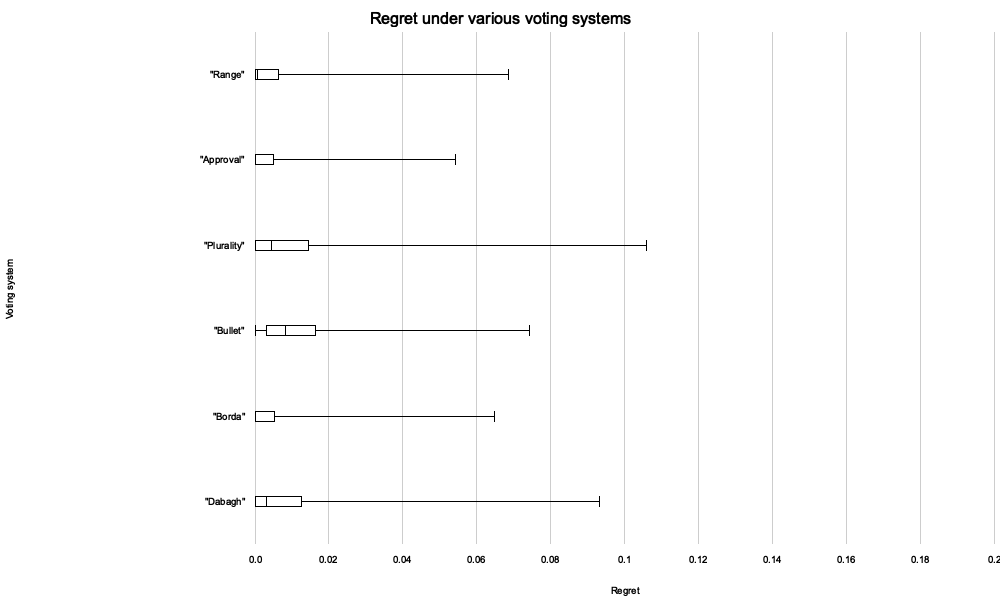 Regret under various voting systems
"Range"
"Approval"
"Plurality"
Voting system
"Bullet"
"Borda"
"Dabagh"
0.0 0.02 0.04 0.06 0.08 0.1 0.12 0.14 0.16 0.18 0.2
Regret